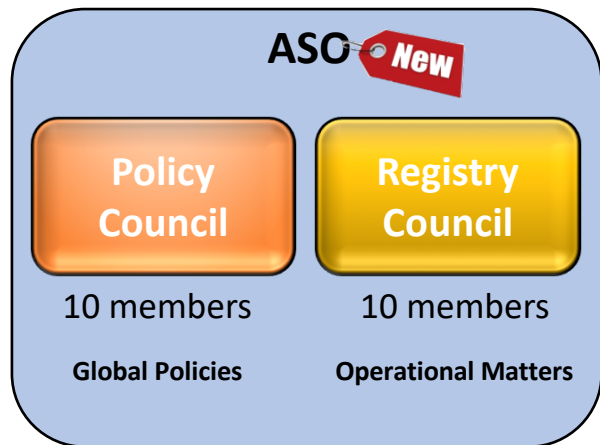 ASO New
Policy
Council
Registry
Council
10 members
10 members
Global Policies
Operational Matters